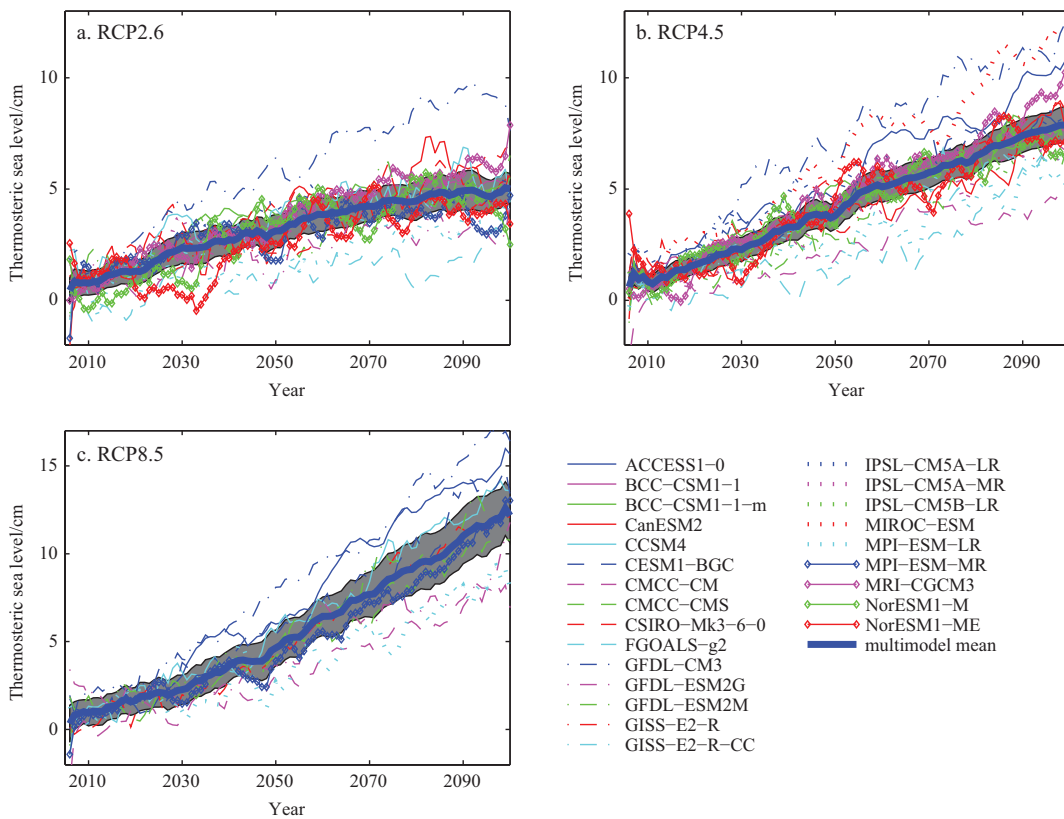 a. RCP2.6
Thermosteric sea level/cm
10
5
0
2010 2030 2050 2070 2090
Year
b. RCP4.5
Thermosteric sea level/cm
10
5
0
2010 2030 2050 2070 2090
Year
c. RCP8.5
Thermosteric sea level/cm
15
10
5
0
2010 2030 2050 2070 2090
Year
ACCESS1−0
BCC−CSM1−1
BCC−CSM1−1−m
CanESM2
CCSM4
CESM1−BGC
CMCC−CM
CMCC−CMS
CSIRO−Mk3−6−0
FGOALS−g2
GFDL−CM3
GFDL−ESM2G
GFDL−ESM2M
GISS−E2−R
GISS−E2−R−CC
IPSL−CM5A−LR
IPSL−CM5A−MR
IPSL−CM5B−LR
MIROC−ESM
MPI−ESM−LR
MPI−ESM−MR
MRI−CGCM3
NorESM1−M
NorESM1−ME
multimodel mean